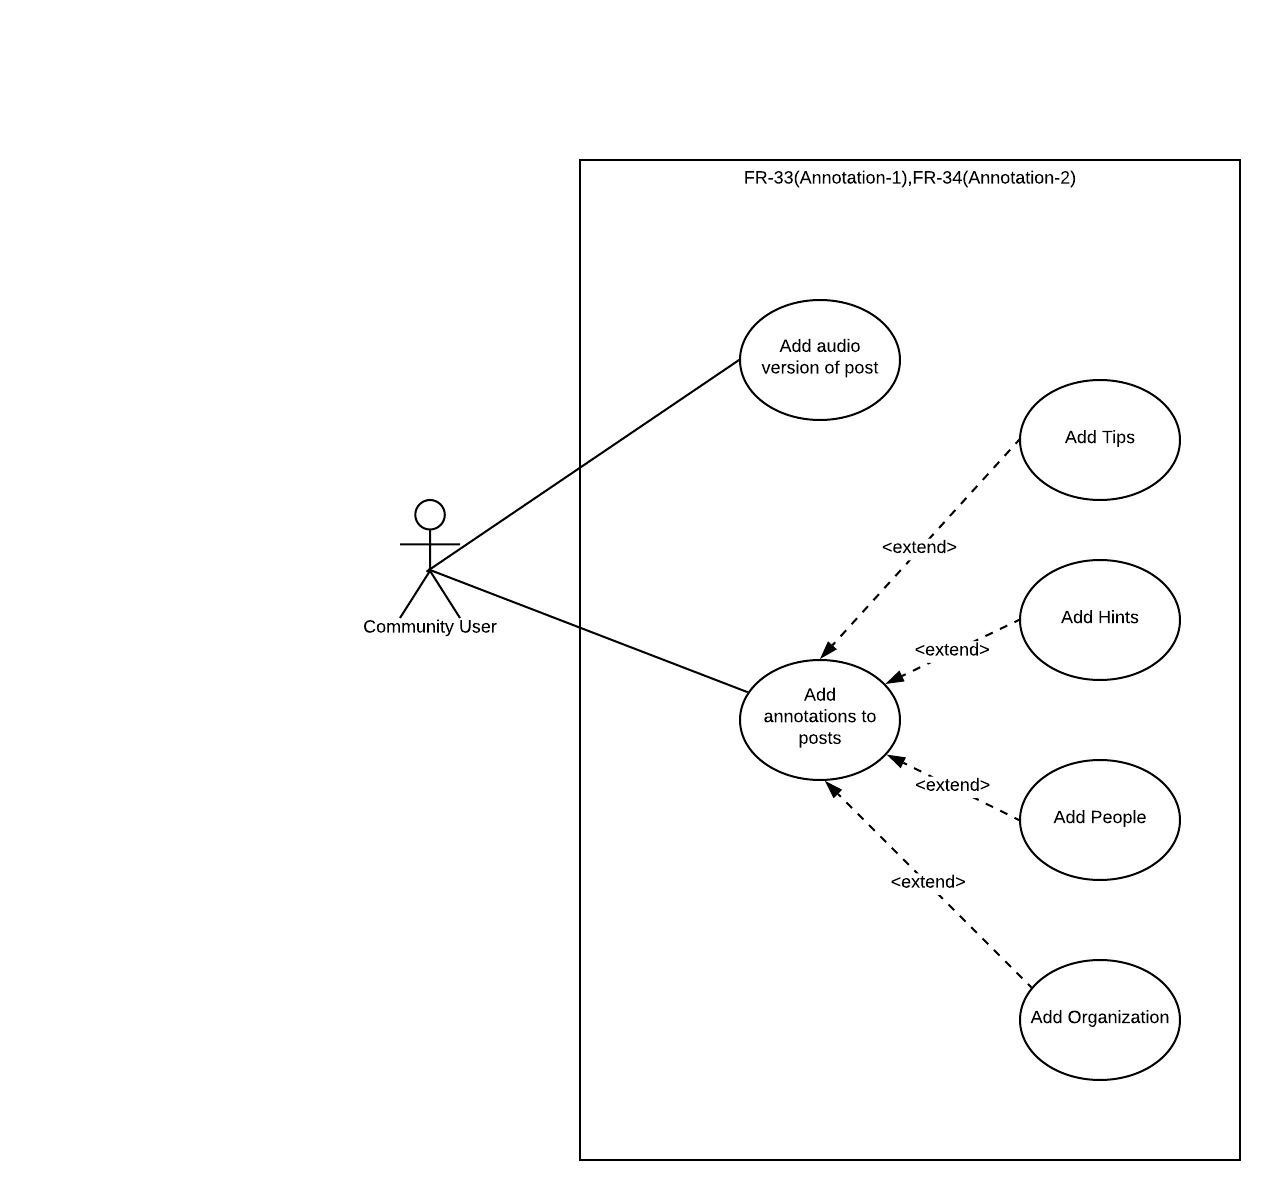 FR-33(Annotation-1),FR-34(Annotation-2)
Add audio
version of post
Add Tips
<extend>
Add Hints
Community User
<extend>
Add
annotations to
posts
<extend>
Add People
<extend>
Add Organization